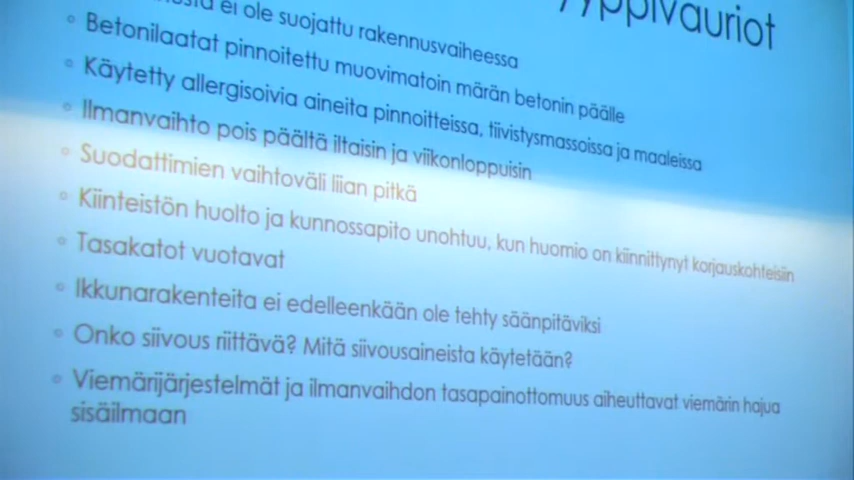 ei ole suojattu rakennusvaiheessa
Betonilaatat pinnoitettu muovimatoin märän betonin päälle
Käytetty allergisoivia aineita pinnoitteissa, tiivistysmassoissa ja maaleissa
Ilmanvaihto pois päältä iltaisin ja viikonloppuisin
Suodattimien vaihtoväli liian pitkä
Kiinteistön huolto ja kunnossapito unohtuu, kun huomio on kiinnittynyt korjauskohteisiin
Tasakatot vuotavat
Ikkunarakenteita ei edelleenkään ole tehty säänpitäviksi
Onko siivous riittävä? Mitä siivousaineista käytetään?
Viemärijärjestelmät ja ilmanvaihdon tasapainottomuus aiheuttavat viemärin hajua
sisäilmaan